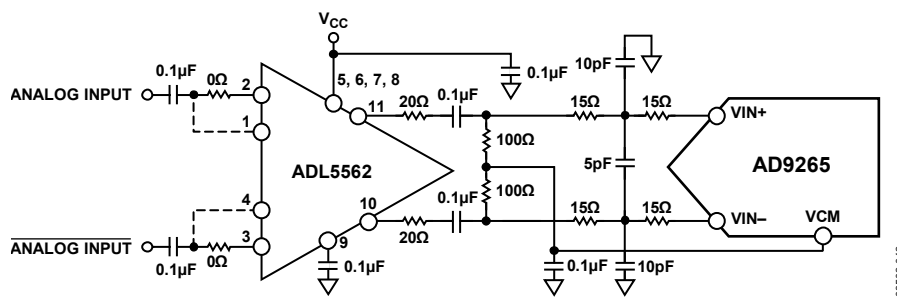 VCC
0.1µF
0Ω
2
5, 6, 7, 8
0.1µF
10pF
ANALOG INPUT
1
11
20Ω
0.1µF
15Ω
15Ω
VIN+
100Ω
ADL5562
5pF
AD9265
100Ω
4
10
15Ω
15Ω
VIN–
ANALOG INPUT
3
9
20Ω
0.1µF
VCM
0.1µF
0Ω
0.1µF
0.1µF
10pF